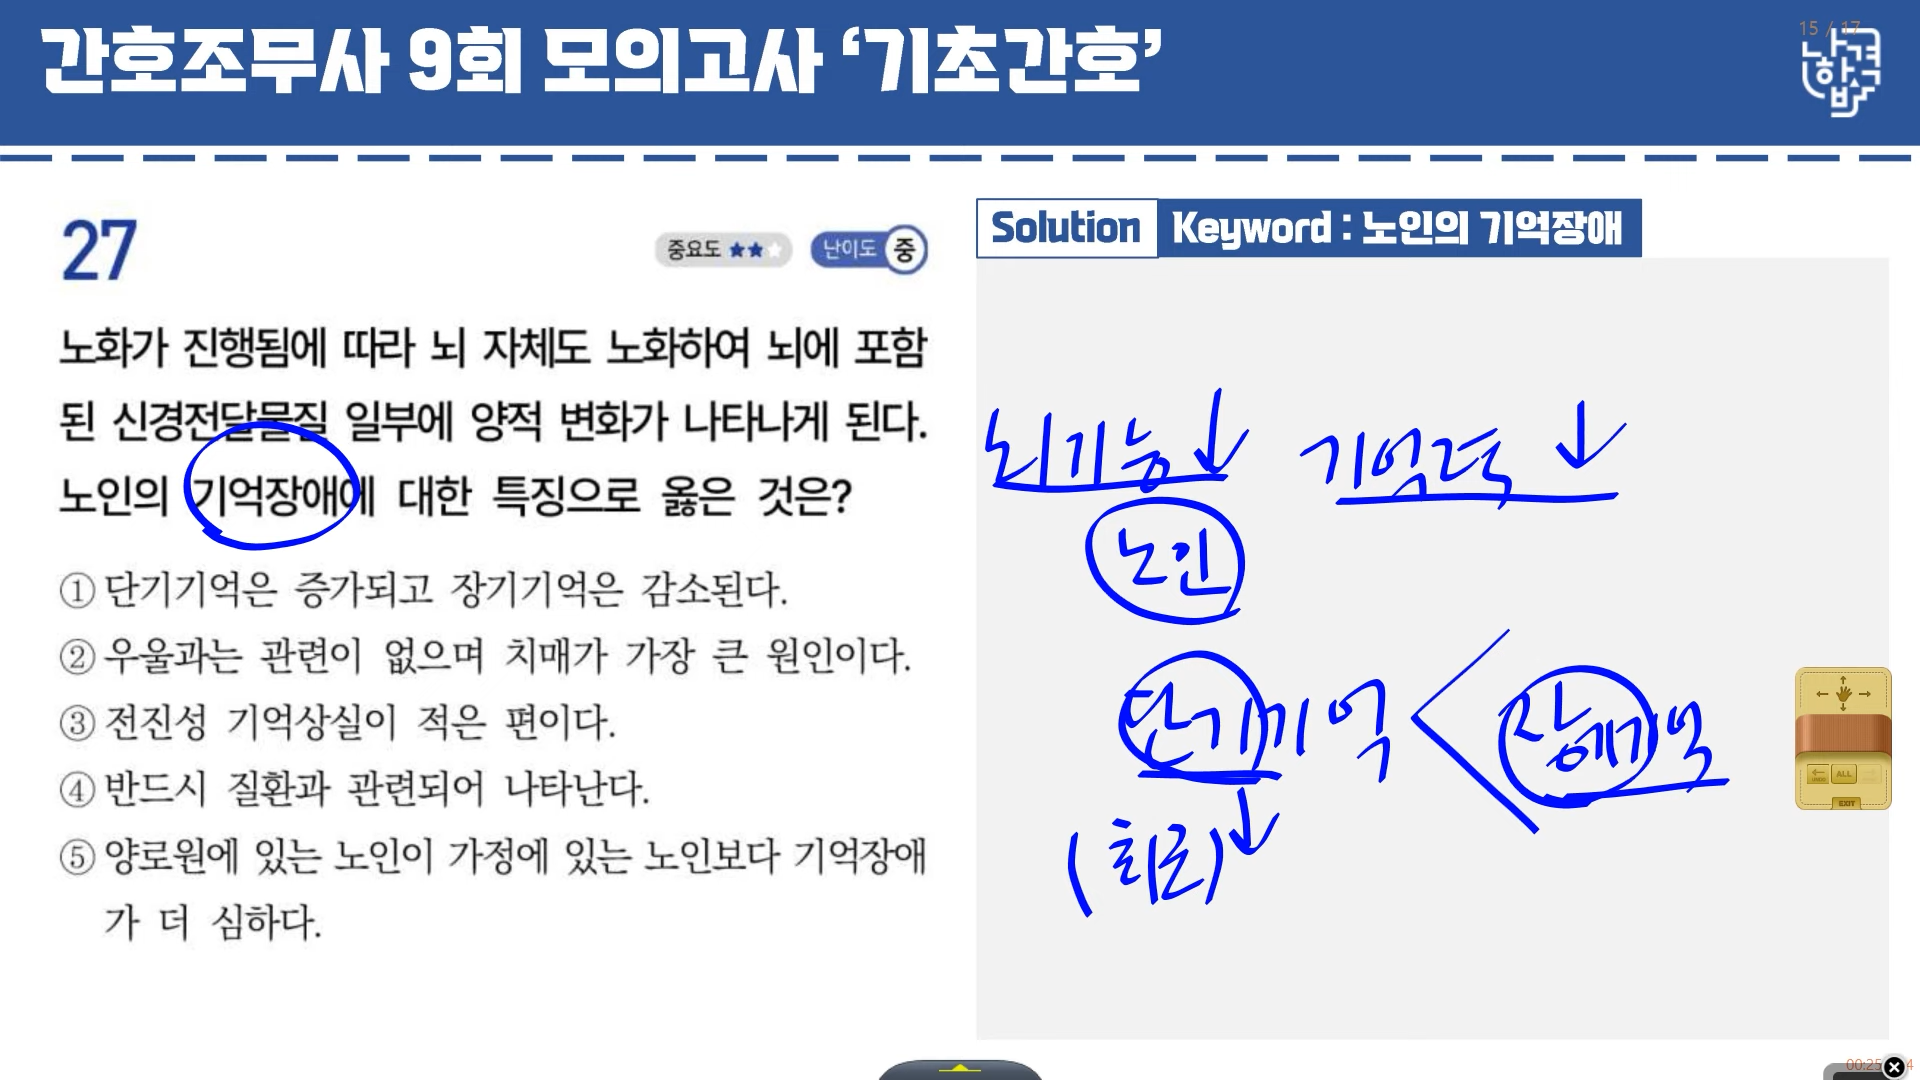 간호조무사 9회 모의고사 ‘기초간호’
15 / 17
나합격
27
중요도 ★★★
난이도 중
노화가 진행됨에 따라 뇌 자체도 노화하여 뇌에 포함
된 신경전달물질 일부에 양적 변화가 나타나게 된다.
노인의 기억장애에 대한 특징으로 옳은 것은?
① 단기기억은 증가되고 장기기억은 감소된다.
② 우울과는 관련이 없으며 치매가 가장 큰 원인이다.
③ 전진성 기억상실이 적은 편이다.
④ 반드시 질환과 관련되어 나타난다.
⑤ 양로원에 있는 노인이 가정에 있는 노인보다 기억장애
가 더 심하다.
Solution Keyword : 노인의 기억장애
뇌기능↓ 기억력 ↓
노인
단기기억 < 기억
↓
ALL
EXIT